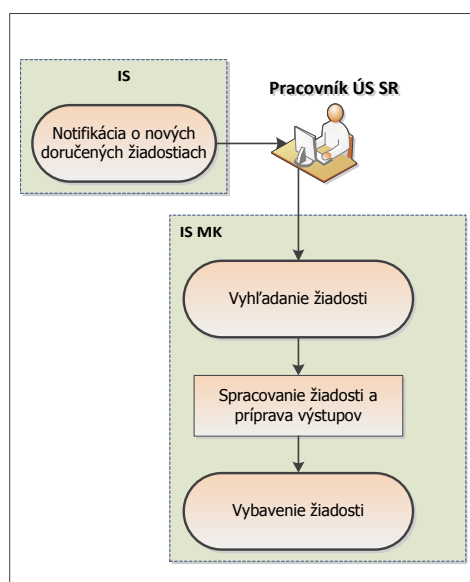 IS
Pracovník ÚS SR
Notifikácia o nových
doručených žiadostiach
IS MK
Vyhľadanie žiadosti
Spracovanie žiadosti a
príprava výstupov
Vybavenie žiadosti